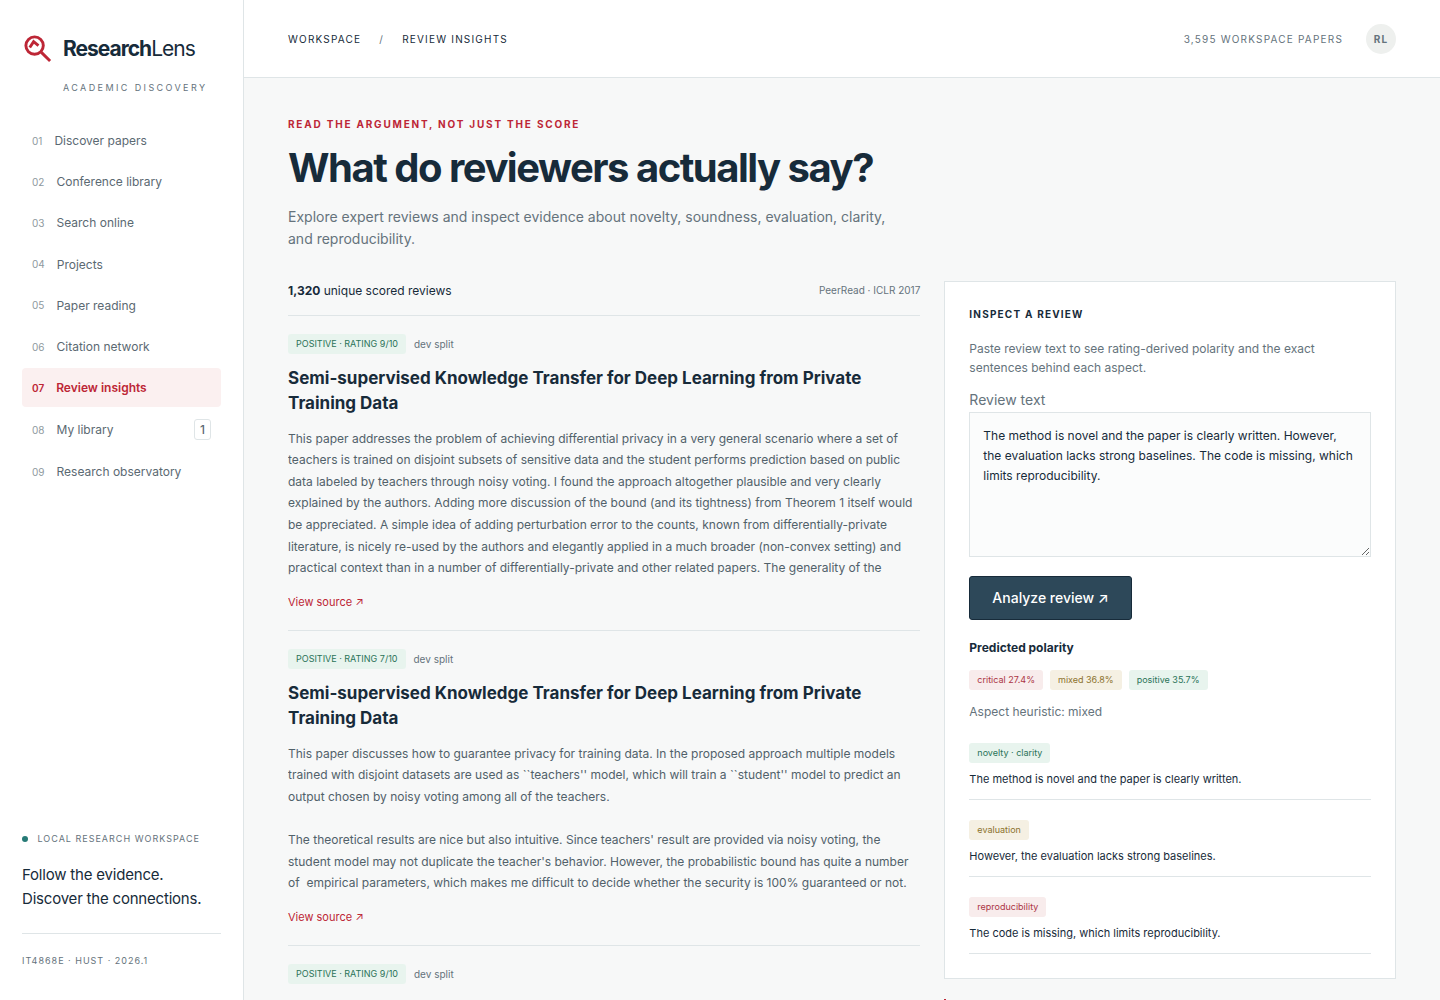 ResearchLens
ACADEMIC DISCOVERY
01 Discover papers
02 Conference library
03 Search online
04 Projects
05 Paper reading
06 Citation network
07 Review insights
08 My library 1
09 Research observatory
LOCAL RESEARCH WORKSPACE
Follow the evidence.
Discover the connections.
IT4868E · HUST · 2026.1
WORKSPACE / REVIEW INSIGHTS
3,595 WORKSPACE PAPERS RL
READ THE ARGUMENT, NOT JUST THE SCORE
What do reviewers actually say?
Explore expert reviews and inspect evidence about novelty, soundness, evaluation, clarity,
and reproducibility.
1,320 unique scored reviews
PeerRead · ICLR 2017
POSITIVE · RATING 9/10 dev split
Semi-supervised Knowledge Transfer for Deep Learning from Private
Training Data
This paper addresses the problem of achieving differential privacy in a very general scenario where a set of
teachers is trained on disjoint subsets of sensitive data and the student performs prediction based on public
data labeled by teachers through noisy voting. I found the approach altogether plausible and very clearly
explained by the authors. Adding more discussion of the bound (and its tightness) from Theorem 1 itself would
be appreciated. A simple idea of adding perturbation error to the counts, known from differentially-private
literature, is nicely re-used by the authors and elegantly applied in a much broader (non-convex setting) and
practical context than in a number of differentially-private and other related papers. The generality of the
View source ↗
POSITIVE · RATING 7/10 dev split
Semi-supervised Knowledge Transfer for Deep Learning from Private
Training Data
This paper discusses how to guarantee privacy for training data. In the proposed approach multiple models
trained with disjoint datasets are used as ``teachers'' model, which will train a ``student'' model to predict an
output chosen by noisy voting among all of the teachers.
The theoretical results are nice but also intuitive. Since teachers' result are provided via noisy voting, the
student model may not duplicate the teacher's behavior. However, the probabilistic bound has quite a number
of  empirical parameters, which makes me difficult to decide whether the security is 100% guaranteed or not.
View source ↗
POSITIVE · RATING 9/10 dev split
INSPECT A REVIEW
Paste review text to see rating-derived polarity and the exact
sentences behind each aspect.
Review text
The method is novel and the paper is clearly written. However,
the evaluation lacks strong baselines. The code is missing, which
limits reproducibility.
Analyze review ↗
Predicted polarity
critical 27.4% mixed 36.8% positive 35.7%
Aspect heuristic: mixed
novelty · clarity
The method is novel and the paper is clearly written.
evaluation
However, the evaluation lacks strong baselines.
reproducibility
The code is missing, which limits reproducibility.